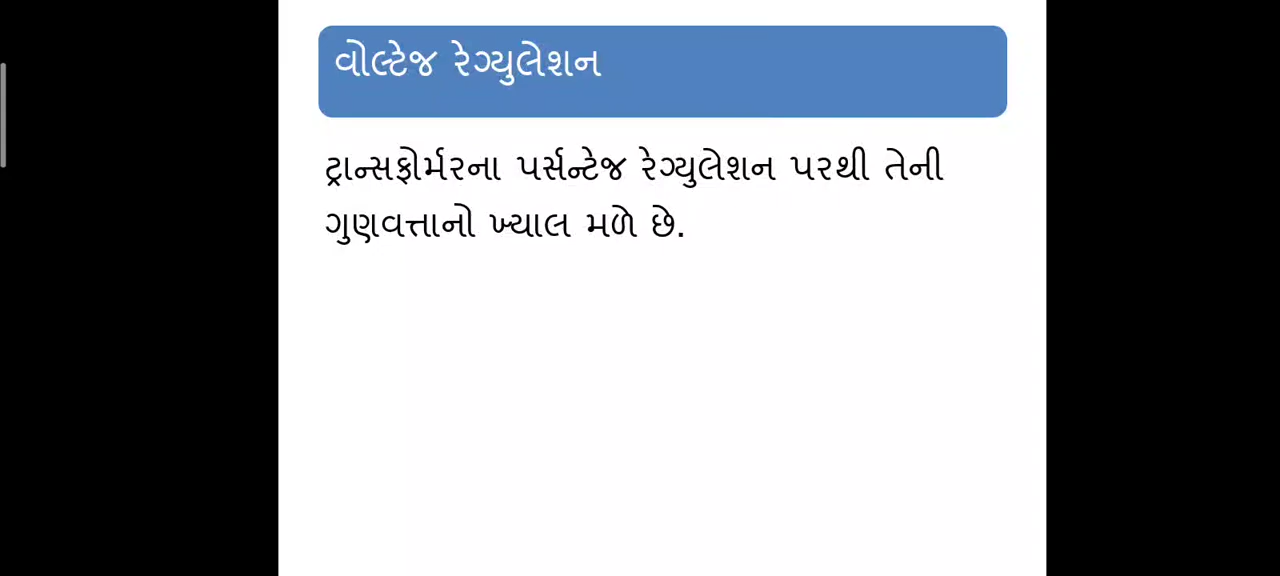 વોલ્ટેજ રેગ્યુલેશન
ટ્રાન્સફોર્મરના પર્સન્ટેજ રેગ્યુલેશન પરથી તેની
ગુણવત્તાનો ખ્યાલ મળે છે.